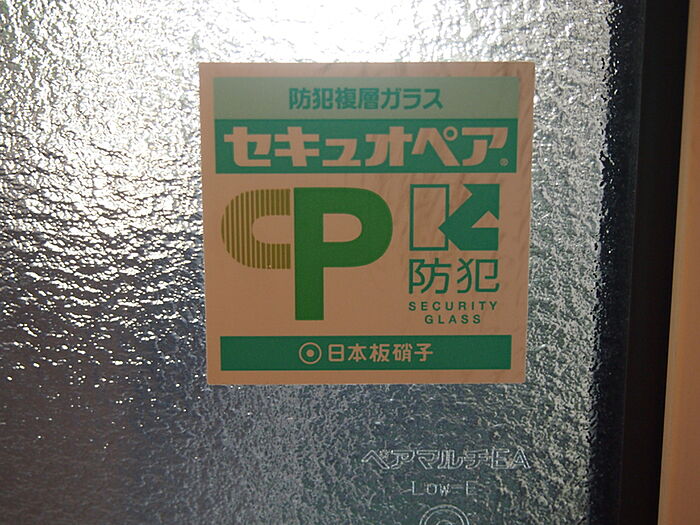 防犯複層ガラス
セキュオペア®
CP
防犯
SECURITY
GLASS
日本板硝子
ペアマルチEA
Low-E